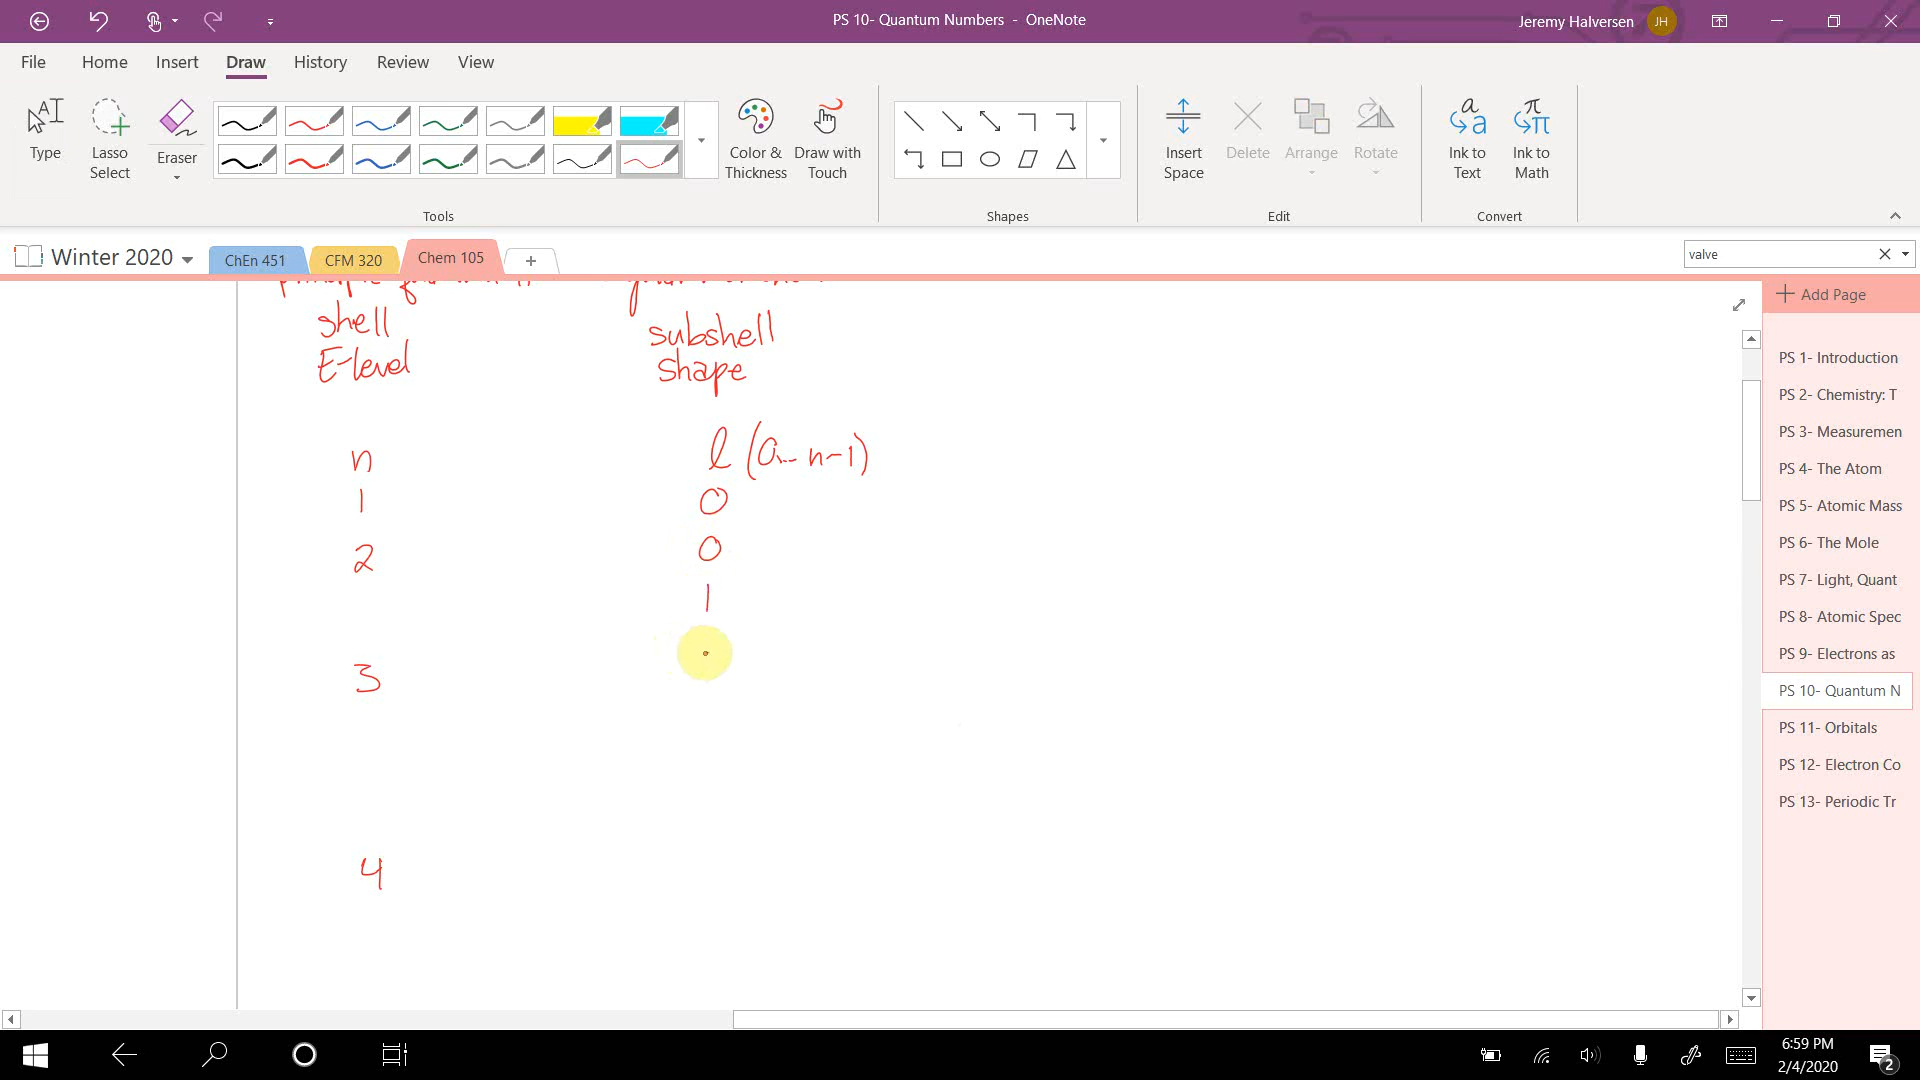 PS 10- Quantum Numbers - OneNote
Jeremy Halversen
JH
File Home Insert Draw History Review View
Type
Lasso Select
Eraser
Color & Thickness
Draw with Touch
Insert Space
Delete
Arrange
Rotate
Ink to Text
Ink to Math
Tools
Shapes
Edit
Convert
Winter 2020
ChEn 451
CFM 320
Chem 105
valve
Add Page
shell
E-level
subshell
shape
n
l (0... n-1)
1
0
2
0
1
3
4
PS 1- Introduction
PS 2- Chemistry: T
PS 3- Measuremen
PS 4- The Atom
PS 5- Atomic Mass
PS 6- The Mole
PS 7- Light, Quant
PS 8- Atomic Spec
PS 9- Electrons as
PS 10- Quantum N
PS 11- Orbitals
PS 12- Electron Co
PS 13- Periodic Tr
6:59 PM
2/4/2020
2